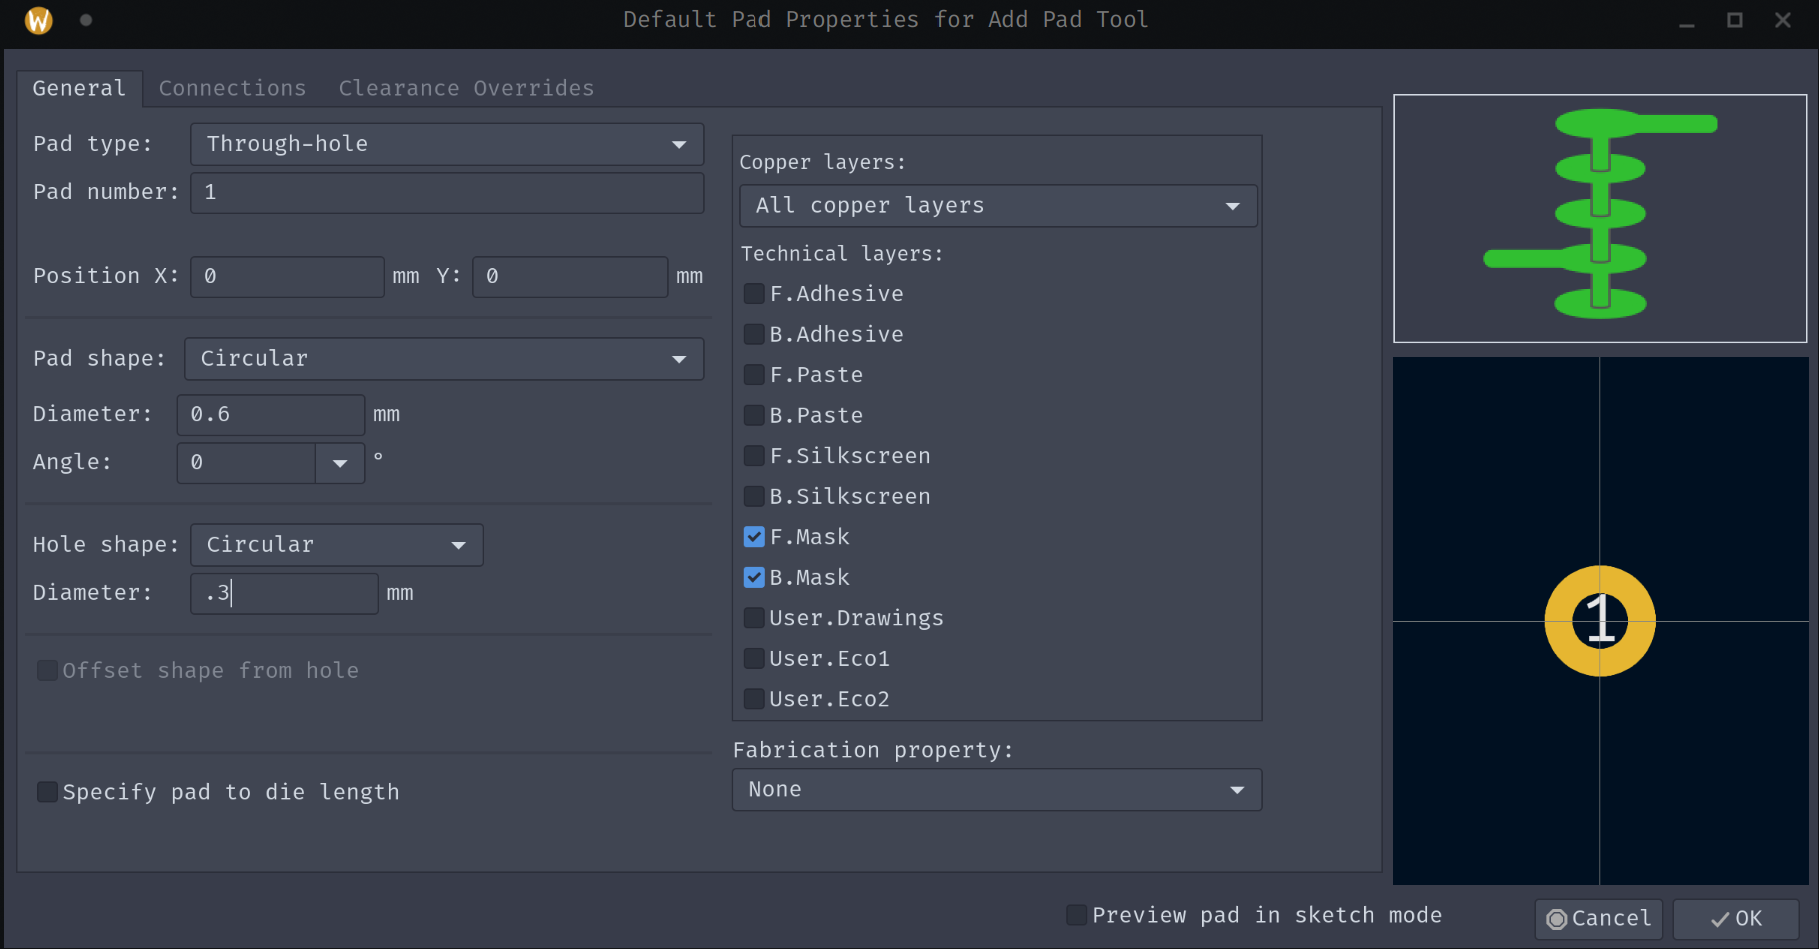 Default Pad Properties for Add Pad Tool
General Connections Clearance Overrides
Pad type: Through-hole
Pad number: 1
Position X: 0 mm Y: 0 mm
Pad shape: Circular
Diameter: 0.6 mm
Angle: 0 °
Hole shape: Circular
Diameter: .3 mm
Offset shape from hole
Specify pad to die length
Copper layers:
All copper layers
Technical layers:
F.Adhesive
B.Adhesive
F.Paste
B.Paste
F.Silkscreen
B.Silkscreen
F.Mask
B.Mask
User.Drawings
User.Eco1
User.Eco2
Fabrication property:
None
1
Preview pad in sketch mode
Cancel
OK